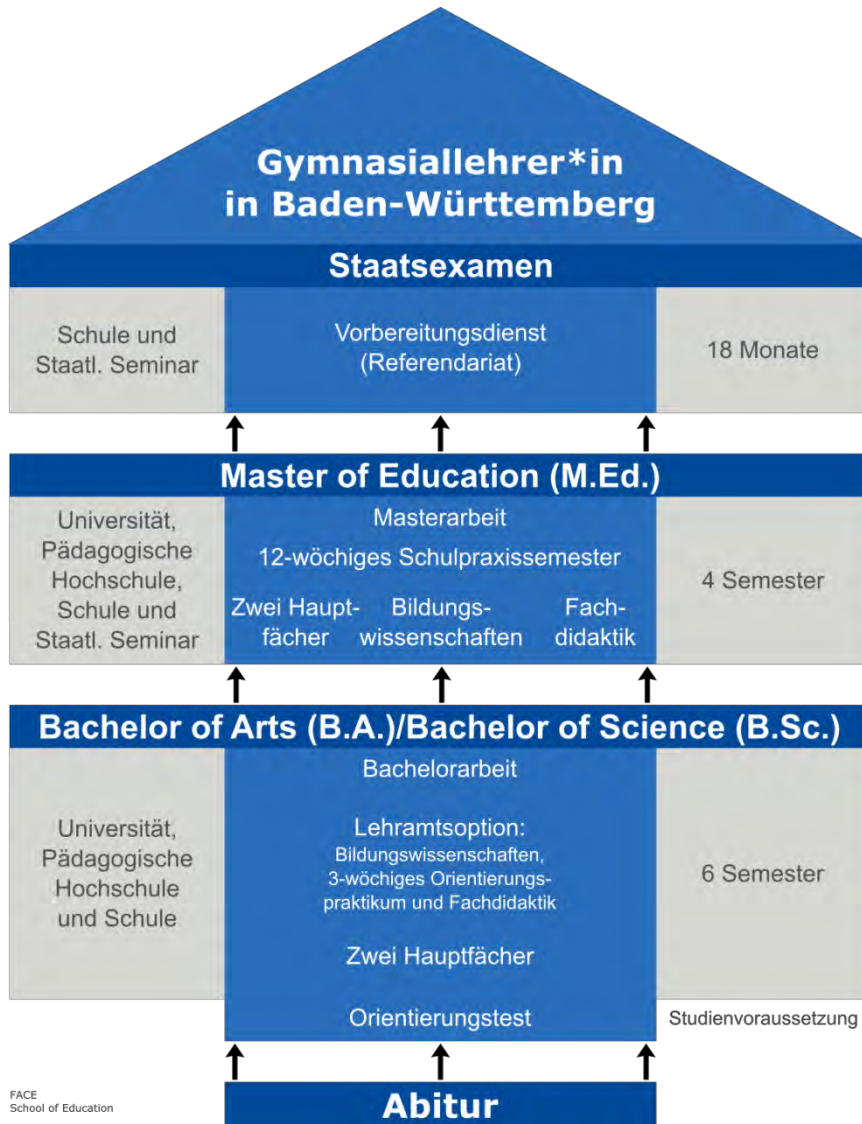 Gymnasiallehrer*in
in Baden-Württemberg
Staatsexamen
Schule und
Staatl. Seminar
Vorbereitungsdienst
(Referendariat)
18 Monate
Master of Education (M.Ed.)
Universität,
Pädagogische
Hochschule,
Schule und
Staatl. Seminar
Masterarbeit
12-wöchiges Schulpraxissemester
Zwei Haupt-
fächer
Bildungs-
wissenschaften
Fach-
didaktik
4 Semester
Bachelor of Arts (B.A.)/Bachelor of Science (B.Sc.)
Universität,
Pädagogische
Hochschule
und Schule
Bachelorarbeit
Lehramtsoption:
Bildungswissenschaften,
3-wöchiges Orientierungs-
praktikum und Fachdidaktik
Zwei Hauptfächer
Orientierungstest
6 Semester
Studienvoraussetzung
Abitur
FACE
School of Education